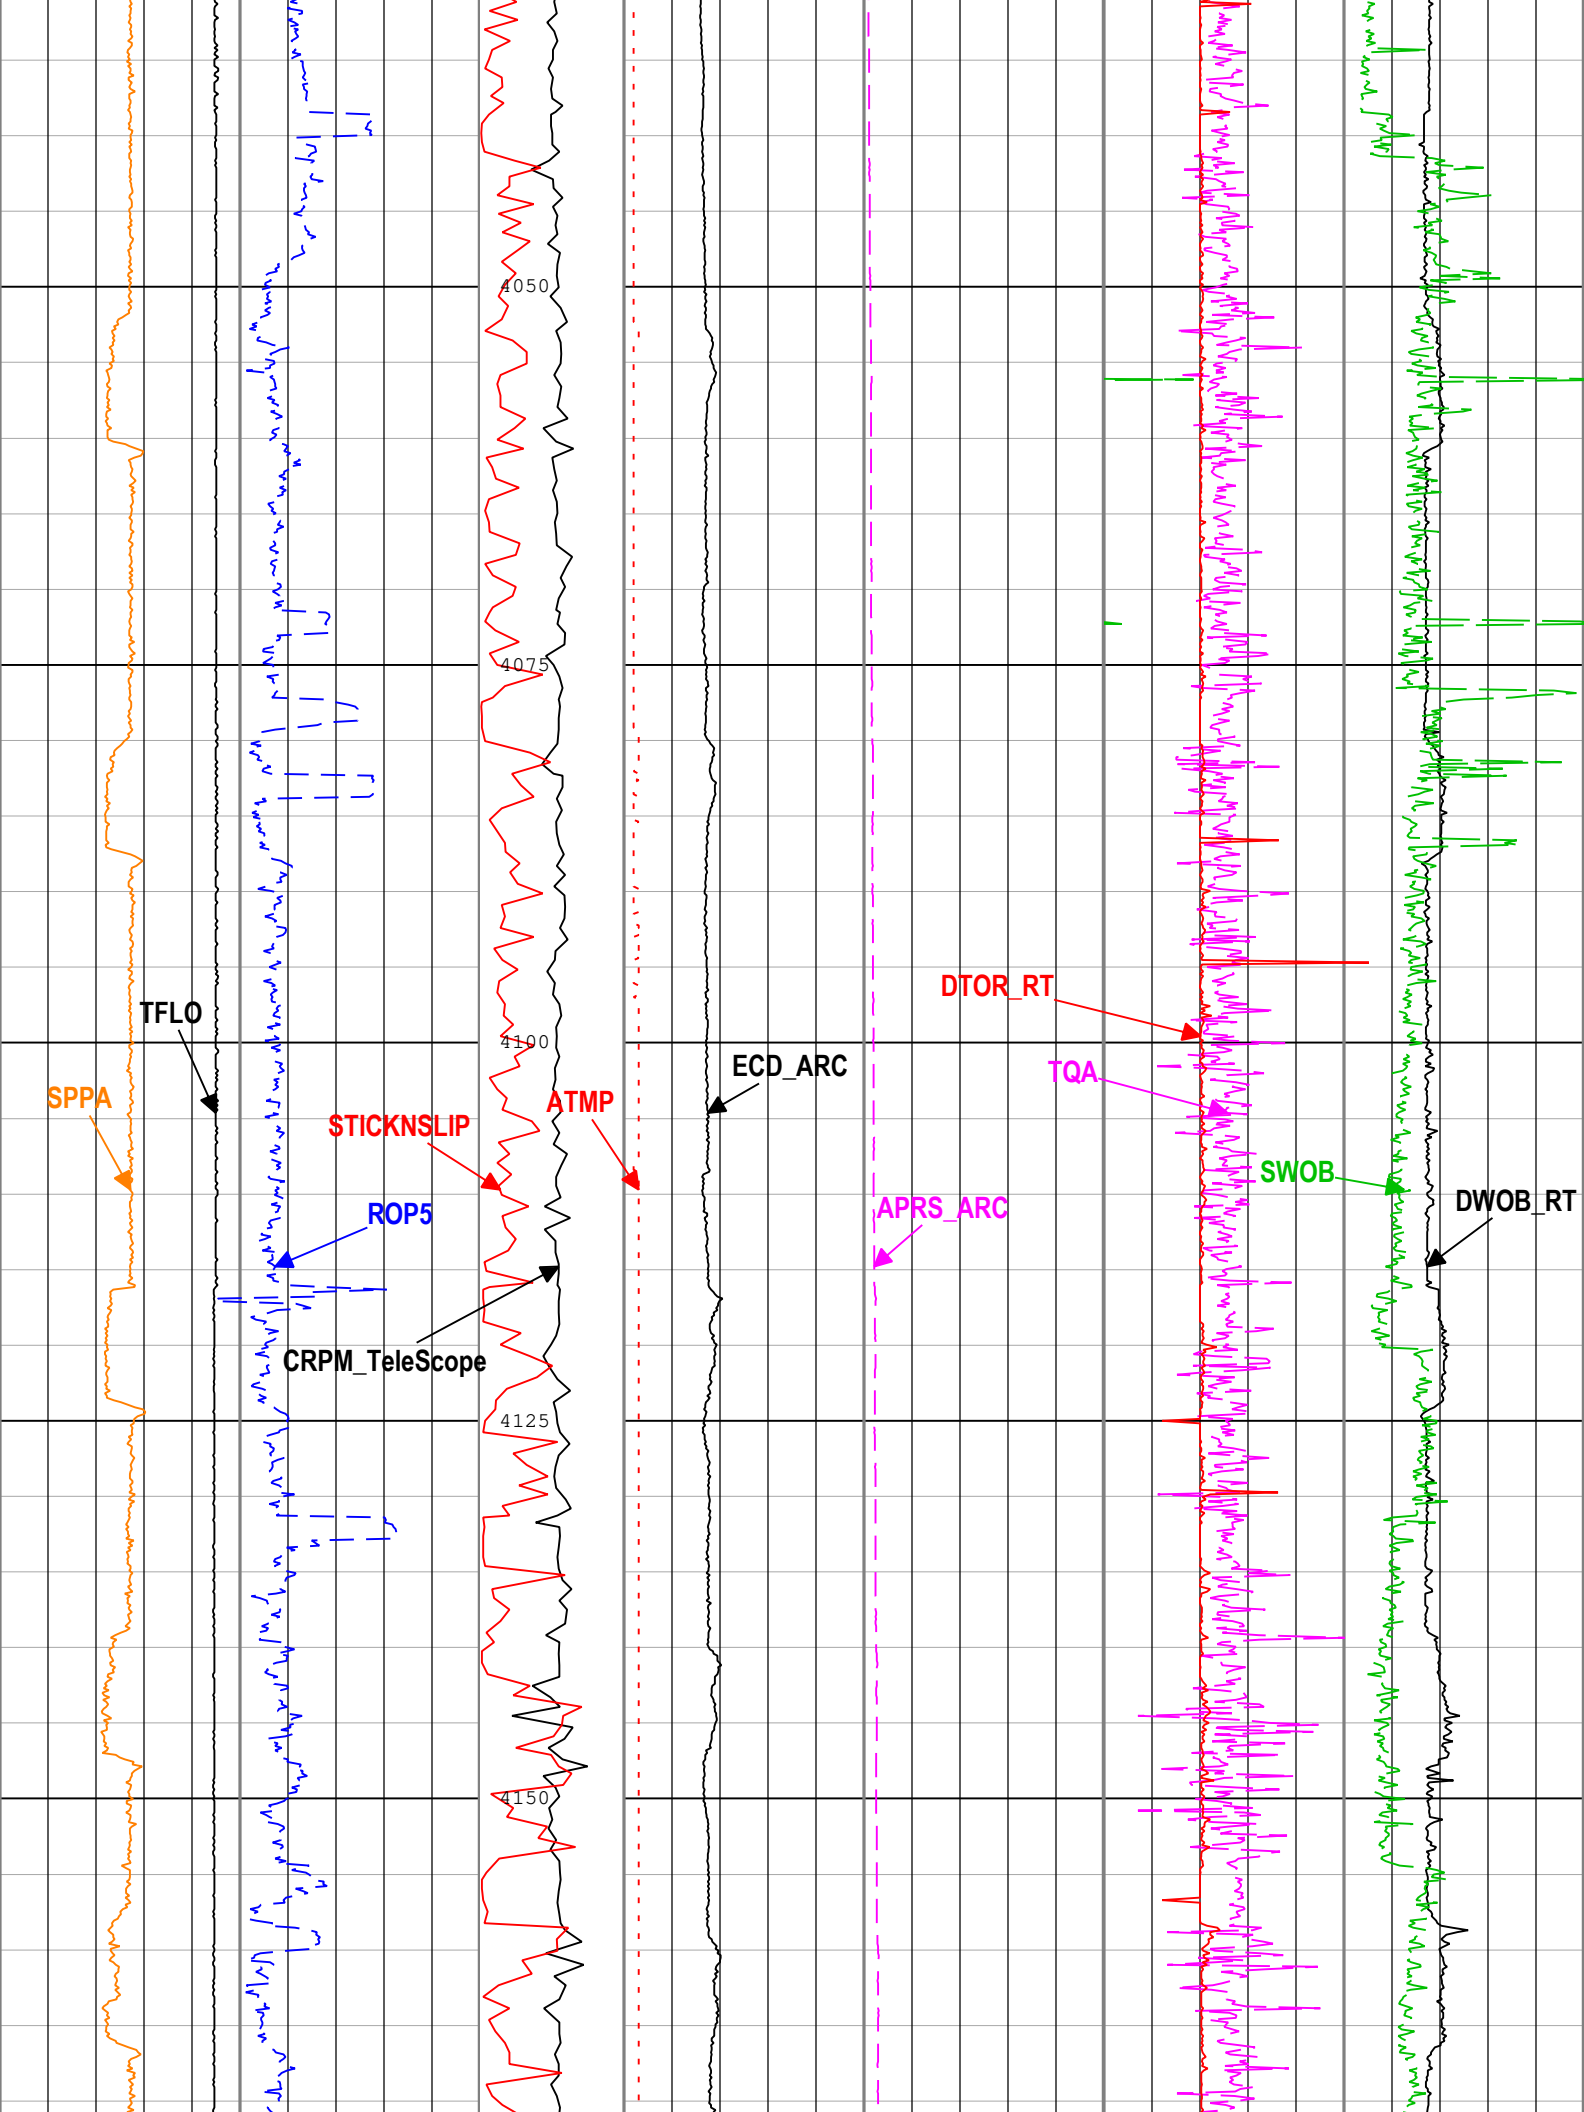 4050
4075
DTOR_RT
TFLO
4100
ECD_ARC
TQA
SPPA
ATMP
STICKNSLIP
SWOB
DWOB_RT
APRS_ARC
ROP5
CRPM_TeleScope
4125
4150